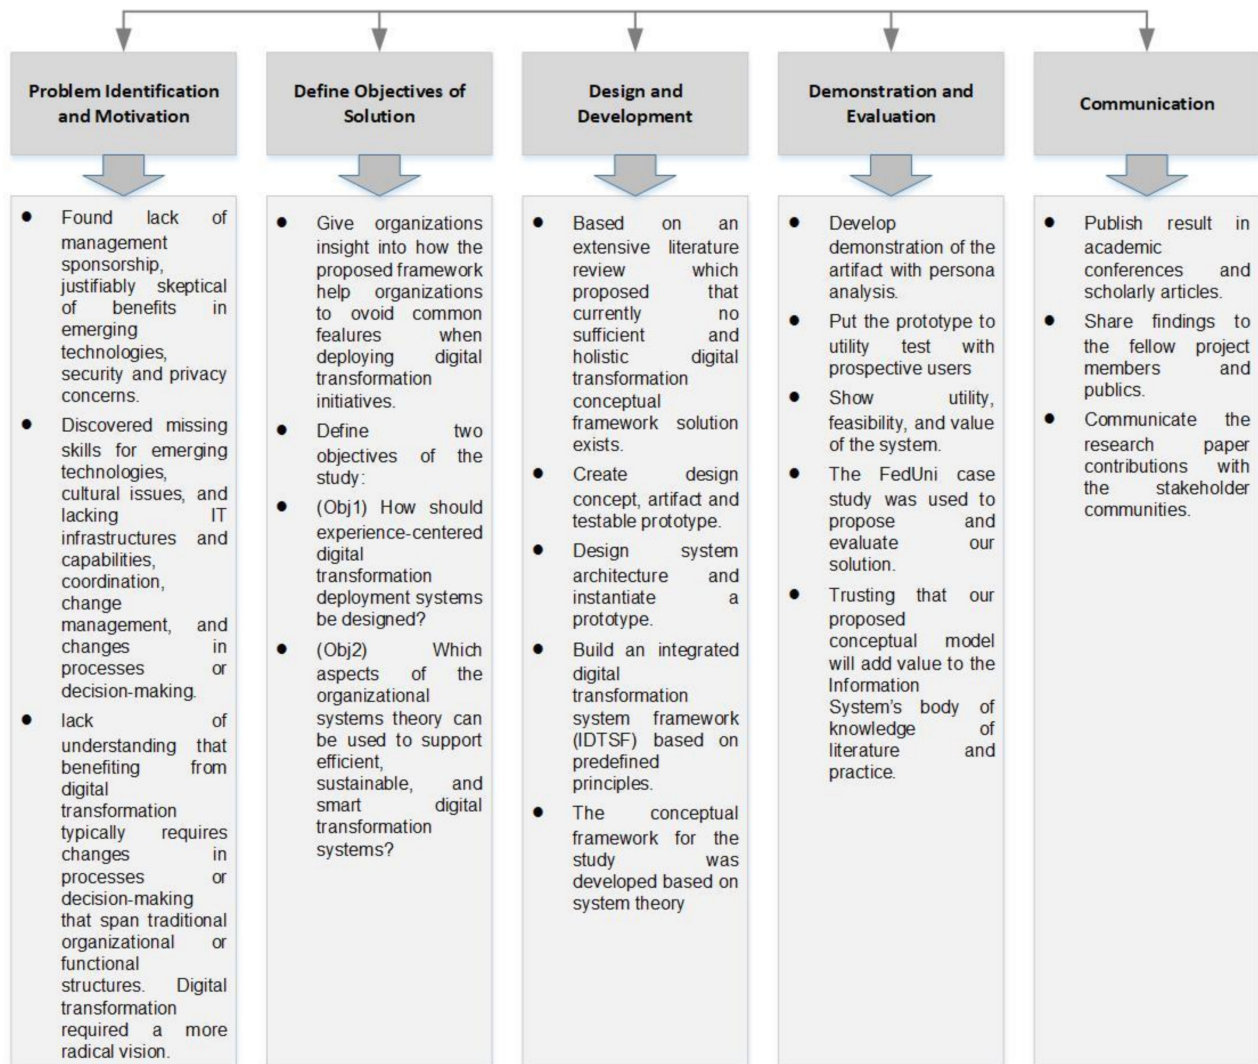 Problem Identification
and Motivation
Define Objectives of
Solution
Design and
Development
Demonstration and
Evaluation
Communication
● Found lack of
management
sponsorship,
justifiably skeptical
of benefits in
emerging
technologies,
security and privacy
concerns.
● Discovered missing
skills for emerging
technologies,
cultural issues, and
lacking IT
infrastructures and
capabilities,
coordination,
change
management, and
changes in
processes or
decision-making.
● lack of
understanding that
benefiting from
digital
transformation
typically requires
changes in
processes or
decision-making
that span traditional
organizational or
functional
structures. Digital
transformation
required a more
radical vision.
● Give organizations
insight into how the
proposed framework
help organizations
to ovoid common
features when
deploying digital
transformation
initiatives.
● Define two
objectives of the
study:
● (Obj1) How should
experience-centered
digital
transformation
deployment systems
be designed?
● (Obj2) Which
aspects of the
organizational
systems theory can
be used to support
efficient,
sustainable, and
smart digital
transformation
systems?
● Based on an
extensive literature
review which
proposed that
currently no
sufficient and
holistic digital
transformation
conceptual
framework solution
exists.
● Create design
concept, artifact and
testable prototype.
● Design system
architecture and
instantiate a
prototype.
● Build an integrated
digital
transformation
system framework
(IDTSF) based on
predefined
principles.
● The conceptual
framework for the
study was
developed based on
system theory
● Develop
demonstration of the
artifact with persona
analysis.
● Put the prototype to
utility test with
prospective users
● Show utility,
feasibility, and value
of the system.
● The FedUni case
study was used to
propose and
evaluate our
solution.
● Trusting that our
proposed
conceptual model
will add value to the
Information
System's body of
knowledge of
literature and
practice.
● Publish result in
academic
conferences and
scholarly articles.
● Share findings to
the fellow project
members and
publics.
● Communicate the
research paper
contributions with
the stakeholder
communities.